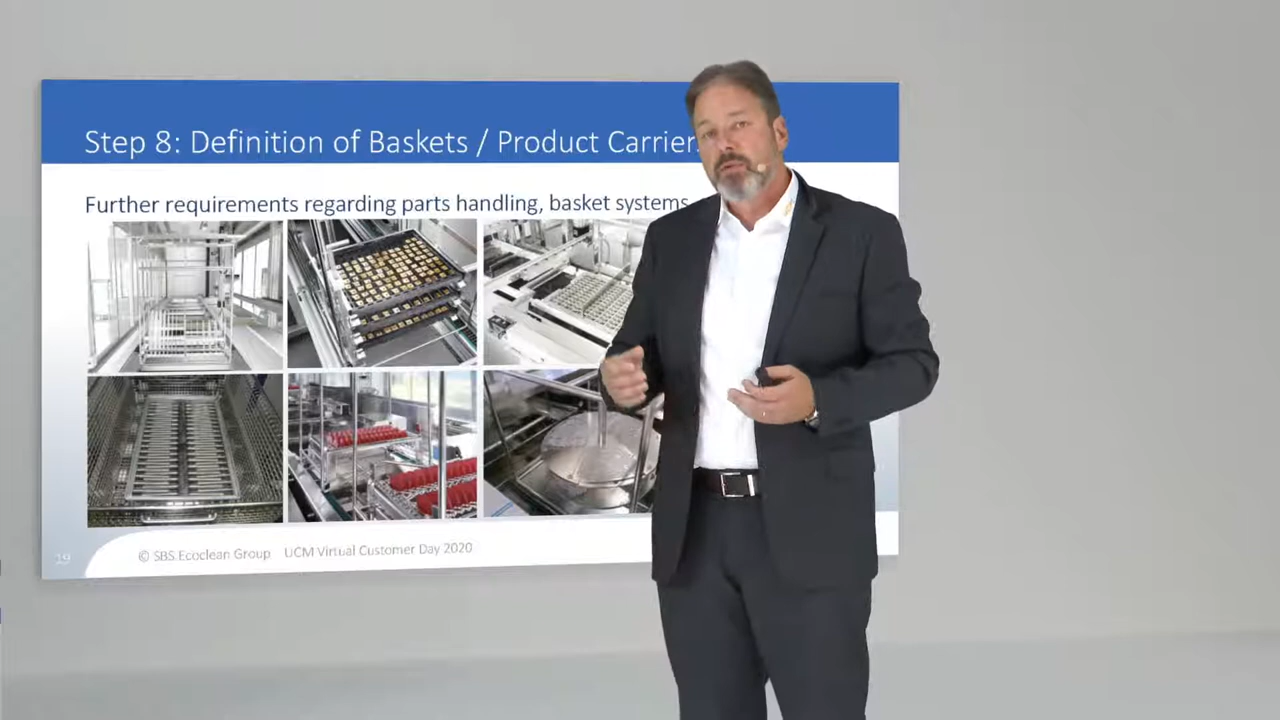 Step 8: Definition of Baskets / Product Carrier
Further requirements regarding parts handling, basket systems
19
© SBS Ecoclean Group UCM Virtual Customer Day 2020